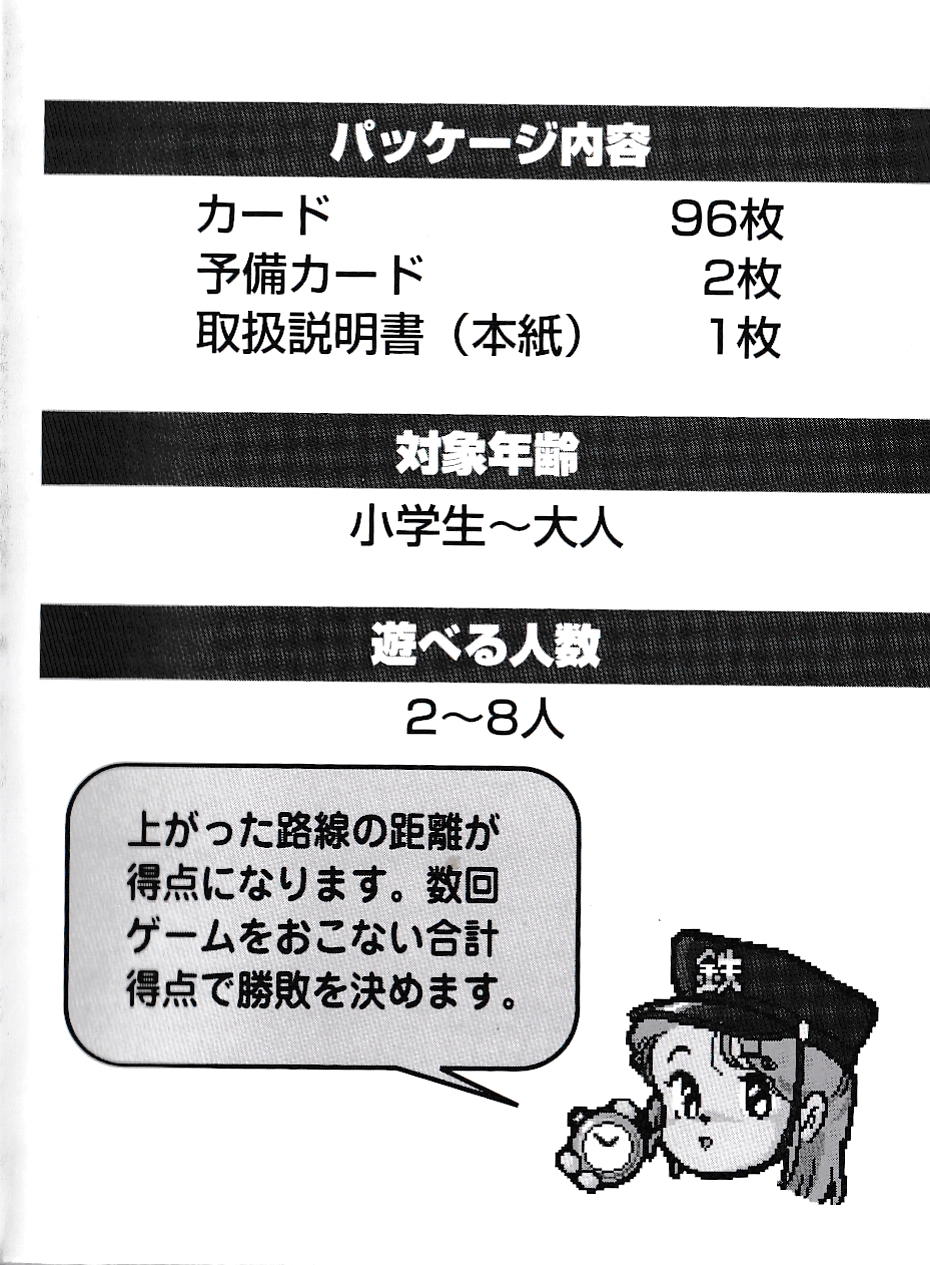 パッケージ内容
カード 96枚
予備カード 2枚
取扱説明書（本紙） 1枚
対象年齢
小学生～大人
遊べる人数
2～8人
上がった路線の距離が
得点になります。数回
ゲームをおこない合計
得点で勝敗を決めます。
鉄